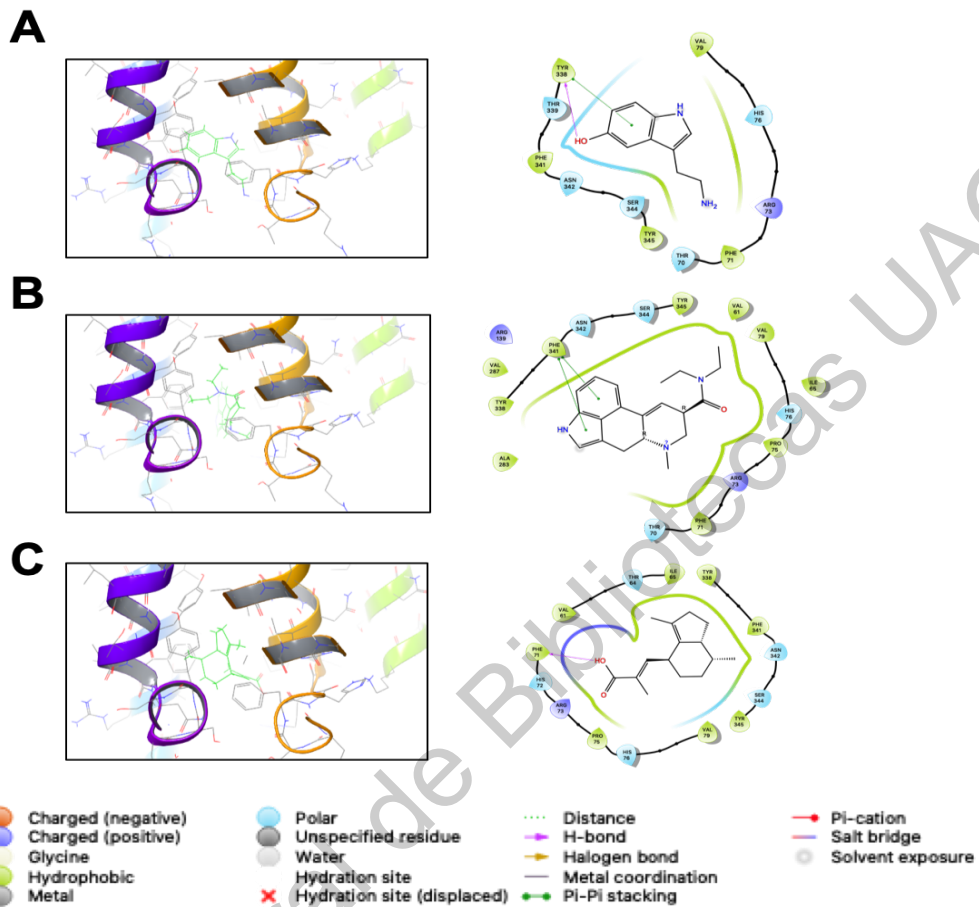 A
VAL
79
TYR
338
THR
339
HIS
76
PHE
341
ASN
342
SER
344
TYR
345
ARG
73
PHE
71
THR
70
HO
H
N
NH2
B
ARG
139
VAL
287
TYR
338
ALA
283
PHE
341
ASN
342
SER
344
TYR
345
VAL
81
VAL
79
ILE
65
HIS
76
PRO
75
ARG
73
PHE
71
THR
70
HN
N
R
O
R
N
C
THR
64
ILE
65
TYR
338
VAL
81
PHE
341
ASN
342
SER
344
TYR
345
VAL
79
HIS
76
PRO
75
ARG
73
HIS
72
PHE
71
HO
O
Charged (negative)
Charged (positive)
Glycine
Hydrophobic
Metal
Polar
Unspecified residue
Water
Hydration site
Hydration site (displaced)
Distance
H-bond
Halogen bond
Metal coordination
Pi-Pi stacking
Pi-cation
Salt bridge
Solvent exposure
al de Bibliotecas UAQ